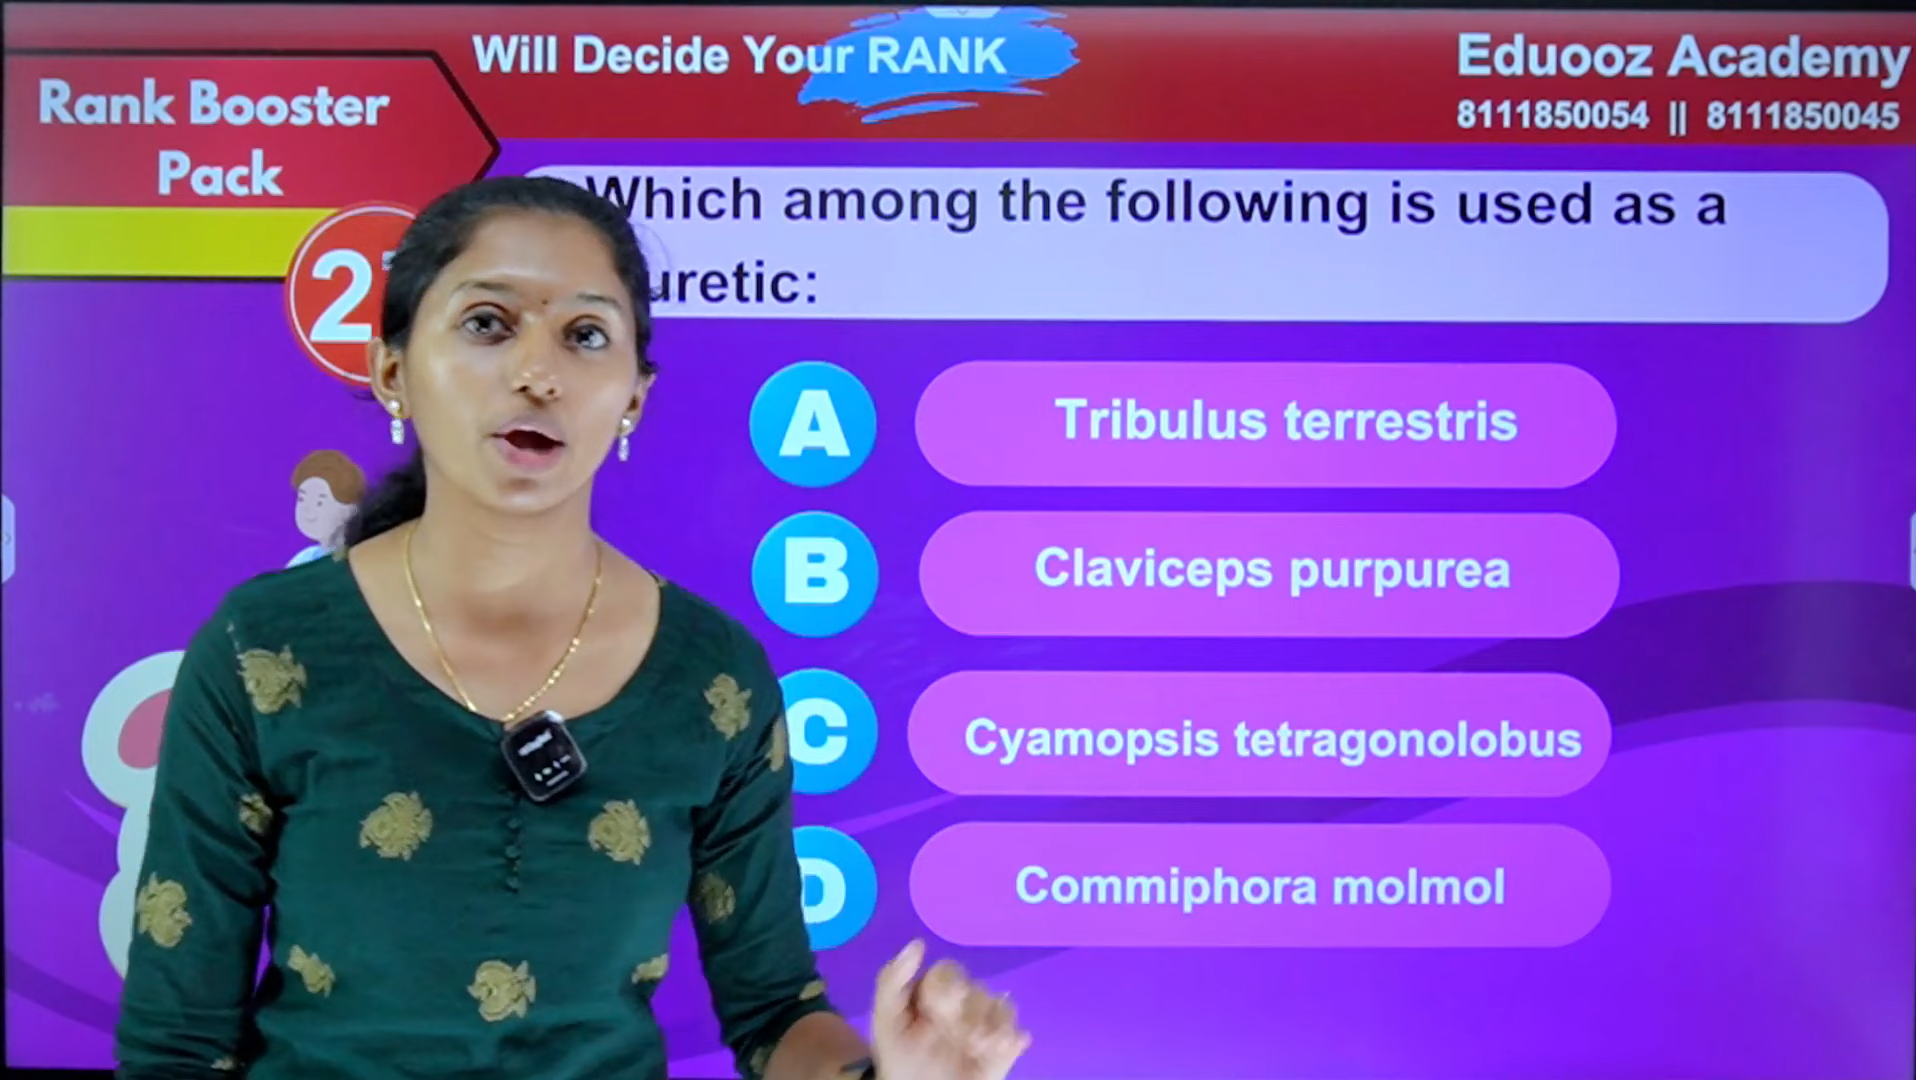 Will Decide Your RANK
Eduooz Academy
8111850054 || 8111850045
Rank Booster
Pack
2
Which among the following is used as a
uretic:
A Tribulus terrestris
B Claviceps purpurea
C Cyamopsis tetragonolobus
D Commiphora molmol